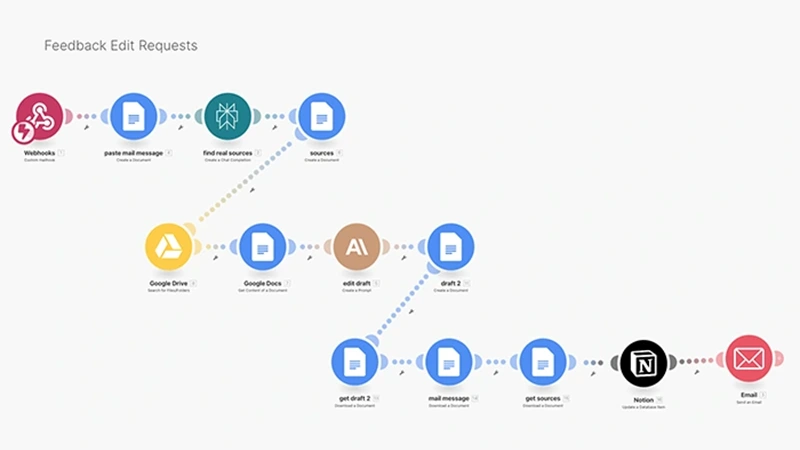 Feedback Edit Requests
Webhooks
Custom mailhook
paste mail message
Create a Document
find real sources
Create a Chat Completion
sources
Create a Document
Google Drive
Search for Files/Folders
Google Docs
Get Content of a Document
edit draft
Create a Prompt
draft 2
Create a Document
get draft 2
Download a Document
mail message
Download a Document
get sources
Download a Document
Notion
Update a Database Item
Email
Send an Email